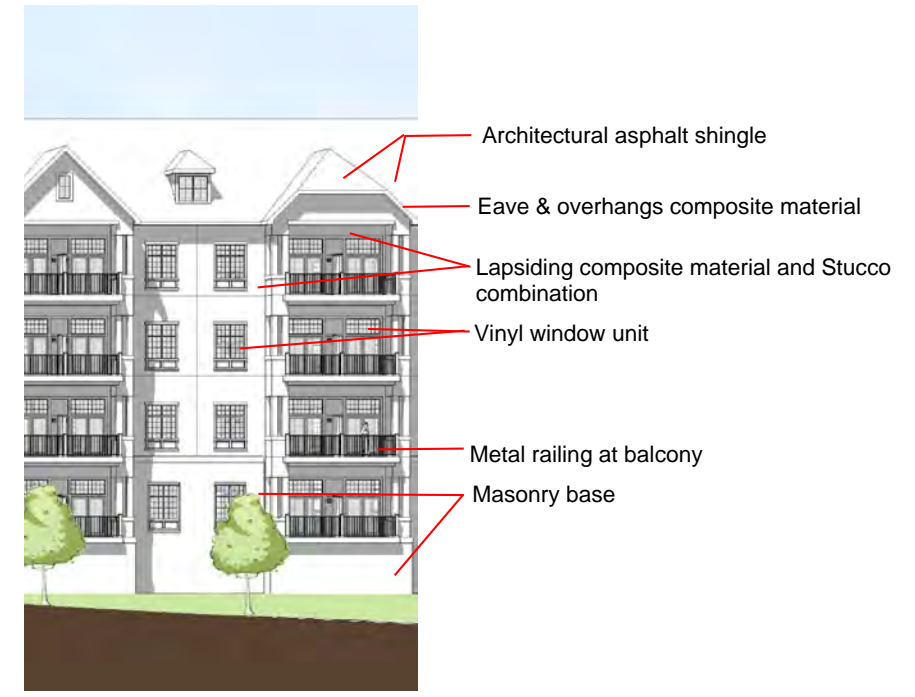 Architectural asphalt shingle
Eave & overhangs composite material
Lapsiding composite material and Stucco
combination
Vinyl window unit
Metal railing at balcony
Masonry base